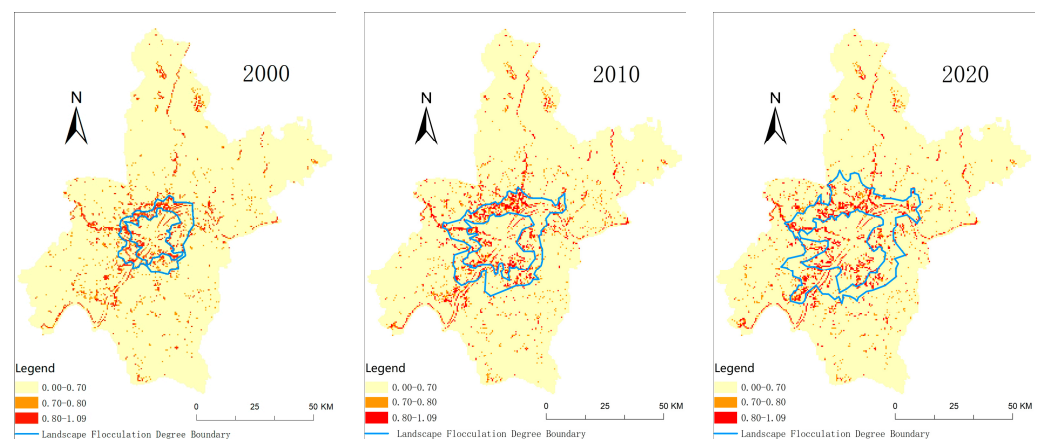 2000
N
Legend
0.00-0.70
0.70-0.80
0.80-1.09
Landscape Flocculation Degree Boundary
0 25 50 KM
2010
N
Legend
0.00-0.70
0.70-0.80
0.80-1.09
Landscape Flocculation Degree Boundary
0 25 50 KM
2020
N
Legend
0.00-0.70
0.70-0.80
0.80-1.09
Landscape Flocculation Degree Boundary
0 25 50 KM